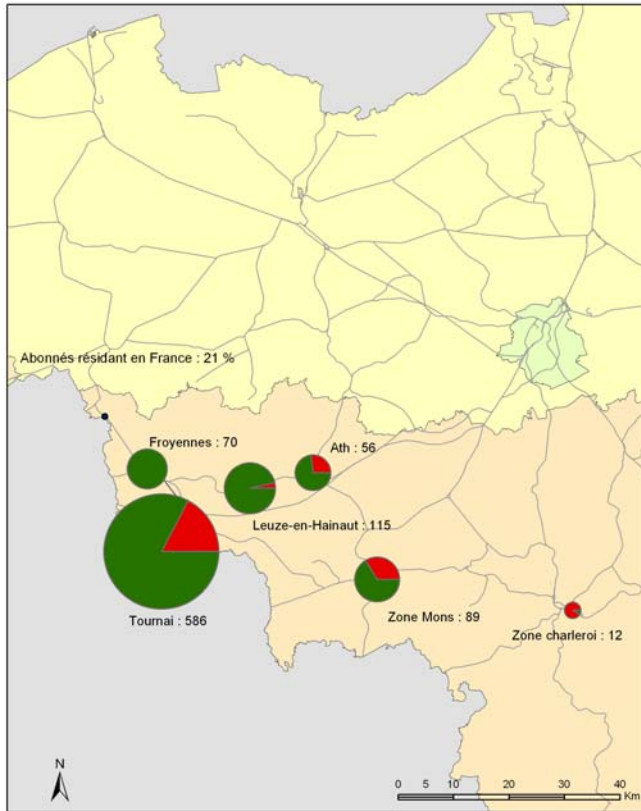 Abonnés résidant en France : 21 %
Froyennes : 70
Ath : 56
Leuze-en-Hainaut : 115
Tournai : 586
Zone Mons : 89
Zone charleroi : 12
N
0 5 10 20 30 40
Km